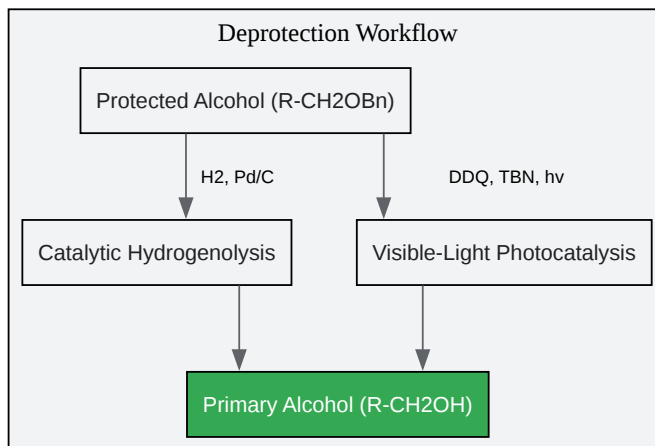 Deprotection Workflow
Protected Alcohol (R-CH2OBn)
H2, Pd/C
DDQ, TBN, hv
Catalytic Hydrogenolysis
Visible-Light Photocatalysis
Primary Alcohol (R-CH2OH)